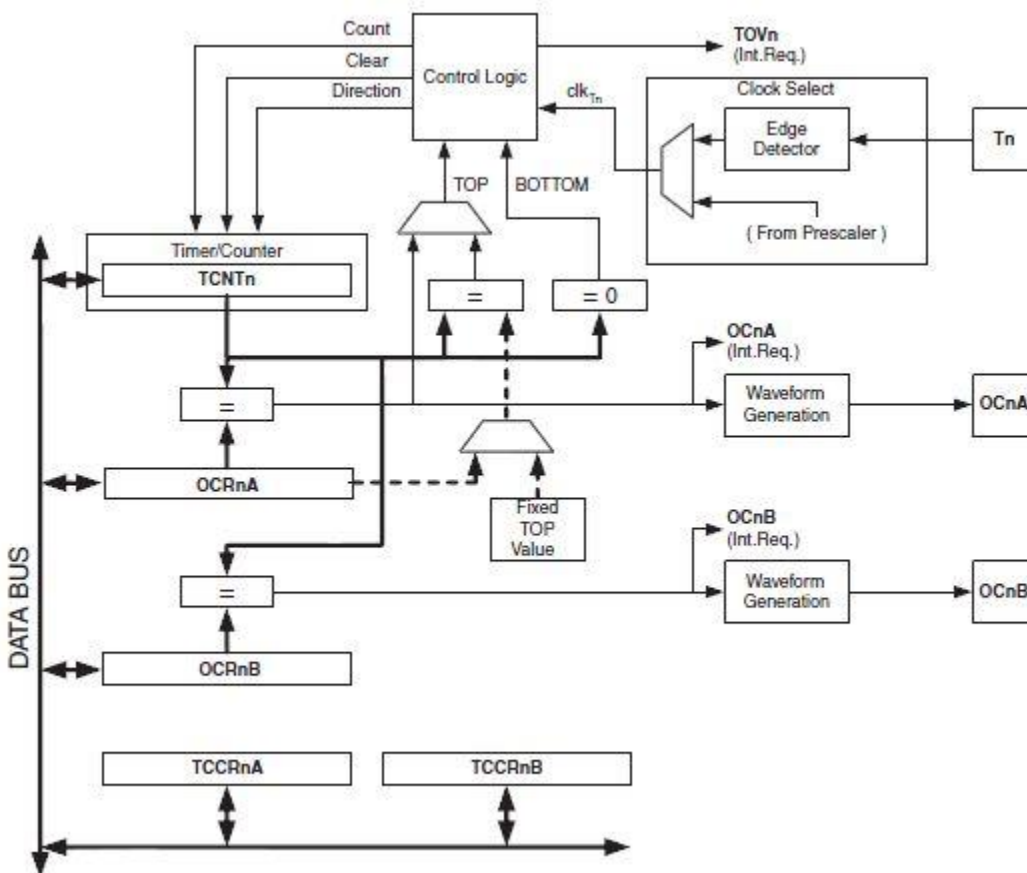 Count
Clear
Direction
Control Logic
TOVn
(Int.Req.)
clkTn
Clock Select
Edge
Detector
Tn
( From Prescaler )
TOP
BOTTOM
Timer/Counter
TCNTn
=
= 0
=
OCnA
(Int.Req.)
Waveform
Generation
OCnA
OCRnA
Fixed
TOP
Value
OCnB
(Int.Req.)
=
Waveform
Generation
OCnB
OCRnB
DATA BUS
TCCRnA
TCCRnB